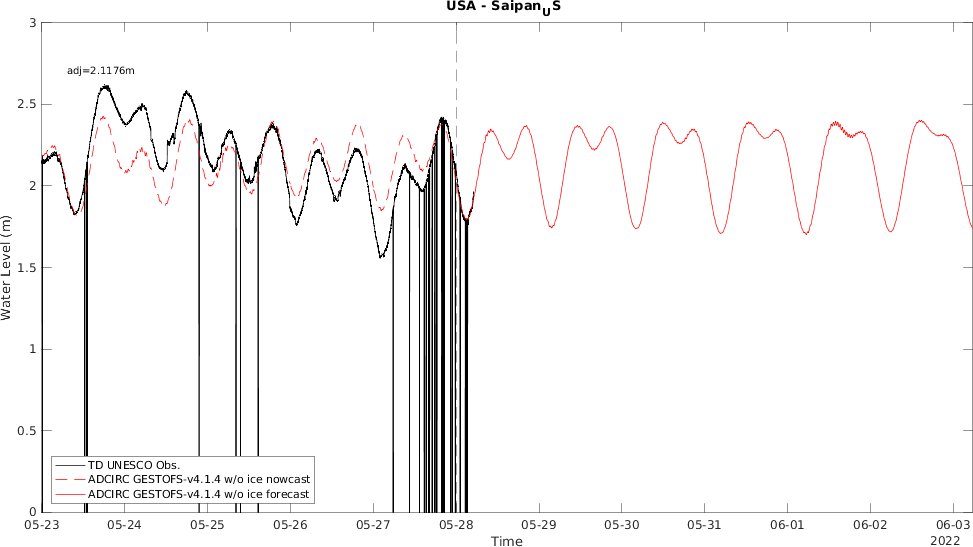 USA - SaipanUS
adj=2.1176m
3
2.5
2
1.5
1
0.5
0
Water Level (m)
TD UNESCO Obs.
ADCIRC GESTOFS-v4.1.4 w/o ice nowcast
ADCIRC GESTOFS-v4.1.4 w/o ice forecast
05-23 05-24 05-25 05-26 05-27 05-28 05-29 05-30 05-31 06-01 06-02 06-03
Time
2022